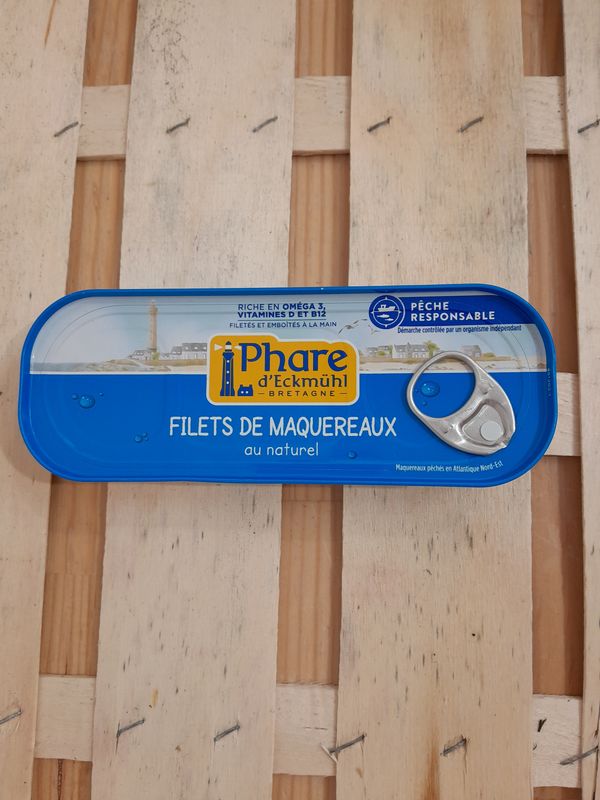 RICHE EN OMÉGA 3,
VITAMINES D ET B12
FILETÉS ET EMBOÎTÉS À LA MAIN
PÊCHE
RESPONSABLE
Démarche contrôlée par un organisme indépendant
Phare
d'Eckmühl
BRETAGNE
FILETS DE MAQUEREAUX
au naturel
Maquereaux pêchés en Atlantique Nord-Est